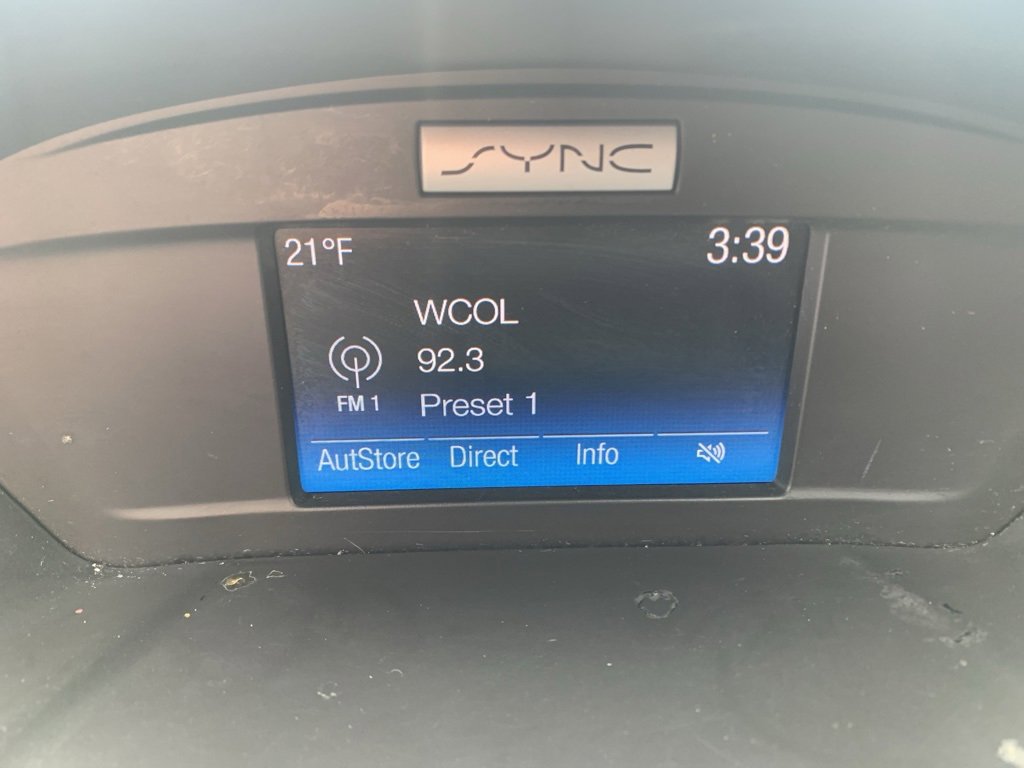 SYNC
21°F 3:39
WCOL
92.3
FM 1
Preset 1
AutStore Direct Info